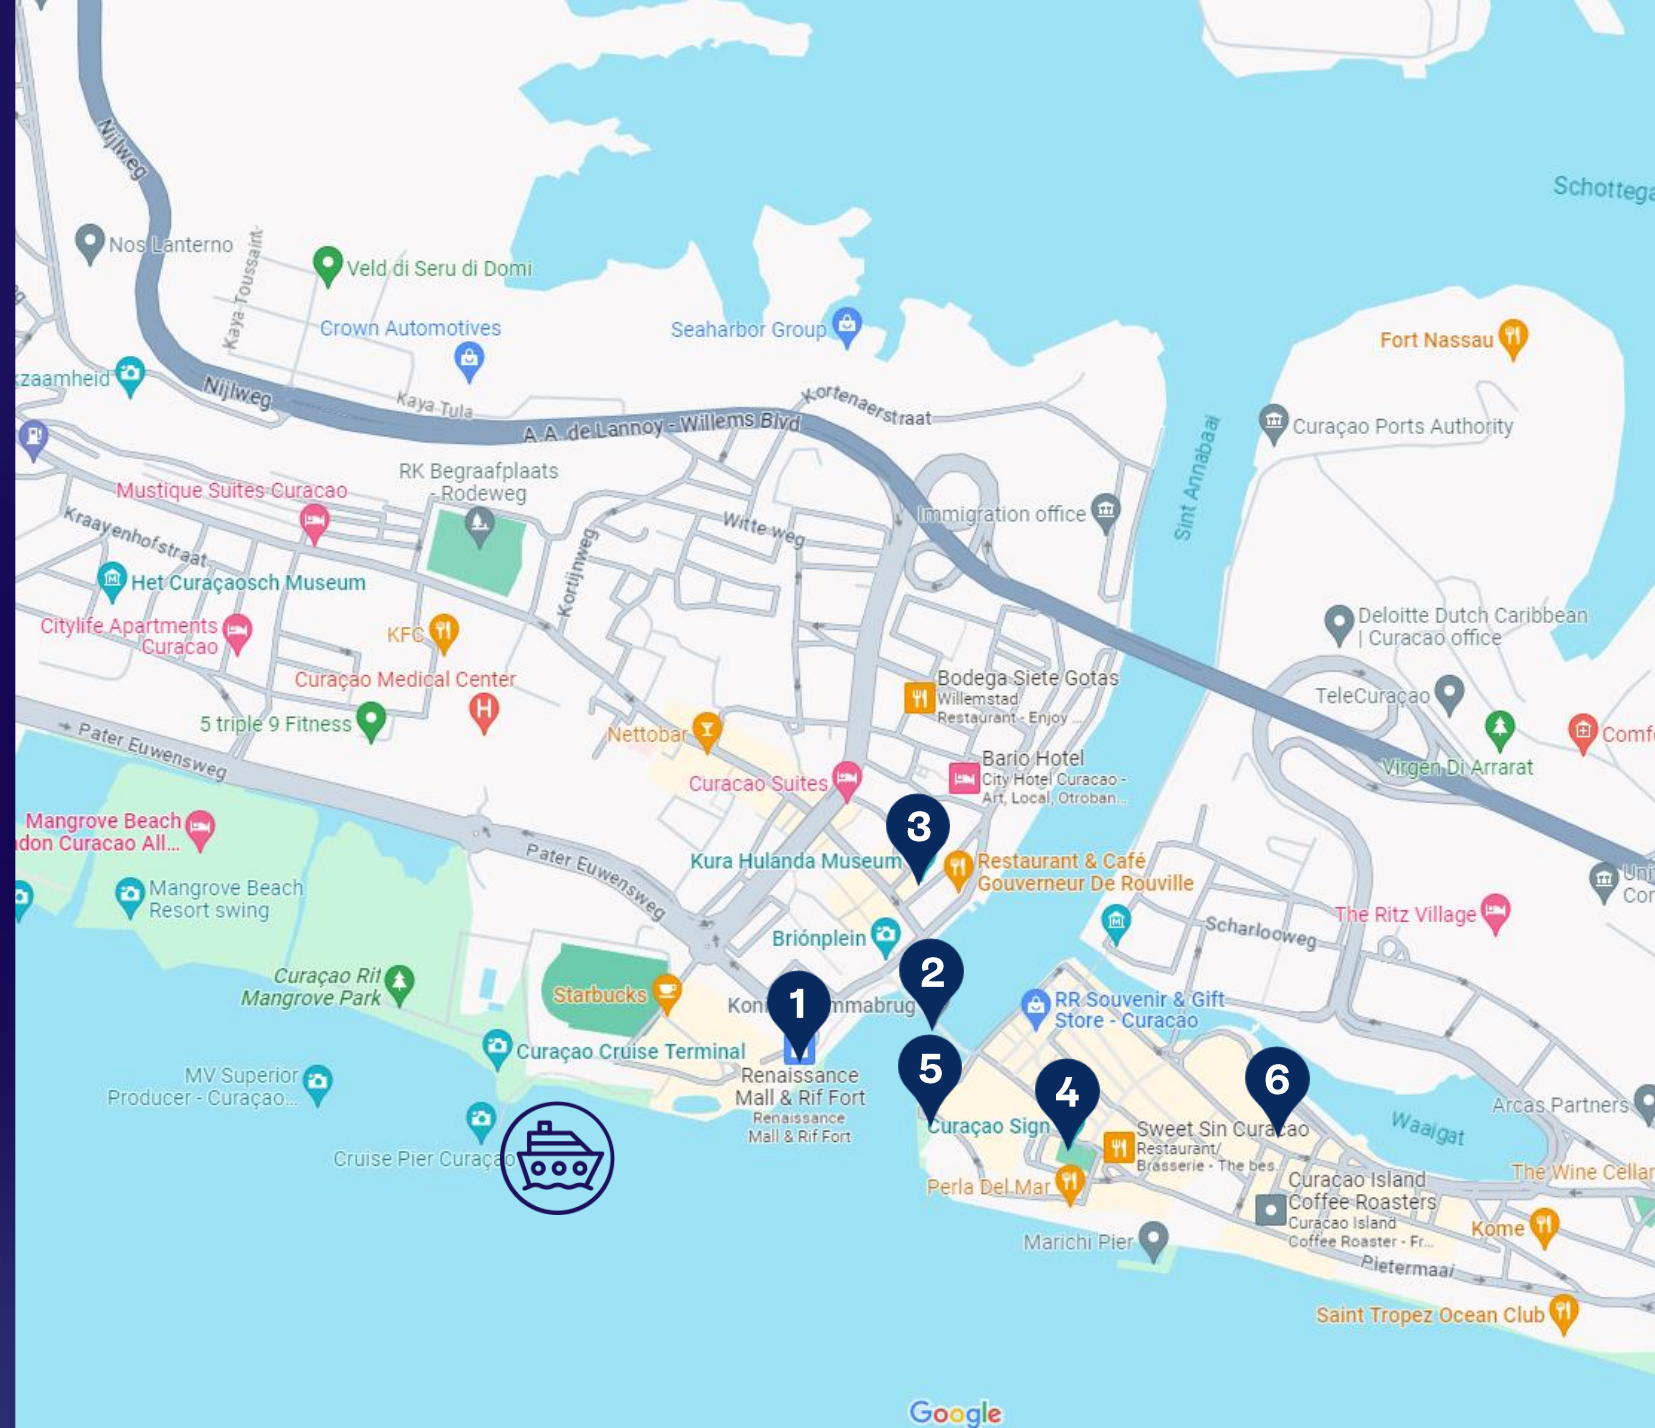 Nijlweg
Schottega
Nos Lanterno
Kaya Toussaint
Veld di Seru di Domi
Crown Automotives
Seaharbor Group
Fort Nassau
kzaamheid
Nijlweg
Kaya Tula
Kortenaerstraat
A.A. de Lannoy - Willems Blvd
Curaçao Ports Authority
Sint Annabaai
RK Begraafplaats
- Rodeweg
Mustique Suites Curacao
Kraayenhofstraat
Witte weg
Immigration office
Kortijnweg
Het Curaçaosch Museum
Citylife Apartments
Curacao
KFC
Deloitte Dutch Caribbean
| Curacao office
Curaçao Medical Center
H
Bodega Siete Gotas
Willemstad
Restaurant - Enjoy ...
TeleCuraçao
5 triple 9 Fitness
Pater Euwensweg
Nettobar
Comf
Virgen Di Ararat
Bario Hotel
City Hotel Curacao -
Art, Local, Otroban...
Curacao Suites
Mangrove Beach
don Curacao All...
3
Pater Euwensweg
Kura Hulanda Museum
Restaurant & Café
Gouverneur De Rouville
Mangrove Beach
Resort swing
Uni
Cor
The Ritz Village
Scharlooweg
Briónplein
2
Curaçao Rif
Mangrove Park
Starbucks
1
Koni
mmabrug
RR Souvenir & Gift
Store - Curacao
Curaçao Cruise Terminal
5
4
6
MV Superior
Producer - Curaçao...
Renaissance
Mall & Rif Fort
Renaissance
Mall & Rif Fort
Curaçao Sign
Sweet Sin Curacao
Restaurant/
Brasserie - The bes...
Arcas Partners
Waaigat
Cruise Pier Curaçao
Perla Del Mar
Curacao Island
Coffee Roasters
Curacao Island
Coffee Roaster - Fr...
The Wine Cellar
Kome
Marichi Pier
Pietermaai
Saint Tropez Ocean Club
Google